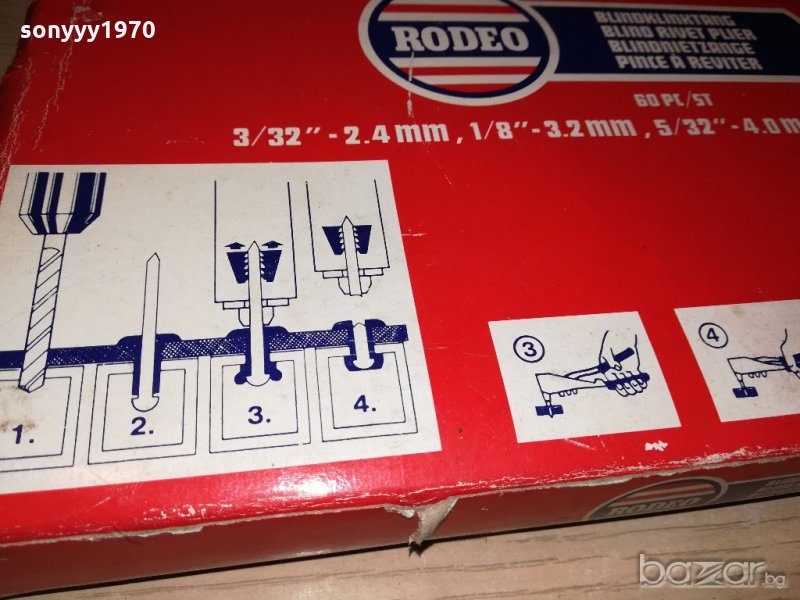 sonyyy1970
RODEO
BLINDKLINKTANG
BLIND RIVET PLIER
BLINDNIETZANGE
PINCE À REVITER
60 PC/ST
3/32" - 2.4 mm, 1/8" - 3.2 mm, 5/32" - 4.0 m
1. 2. 3. 4.
3 4
RODEO
bazar.bg